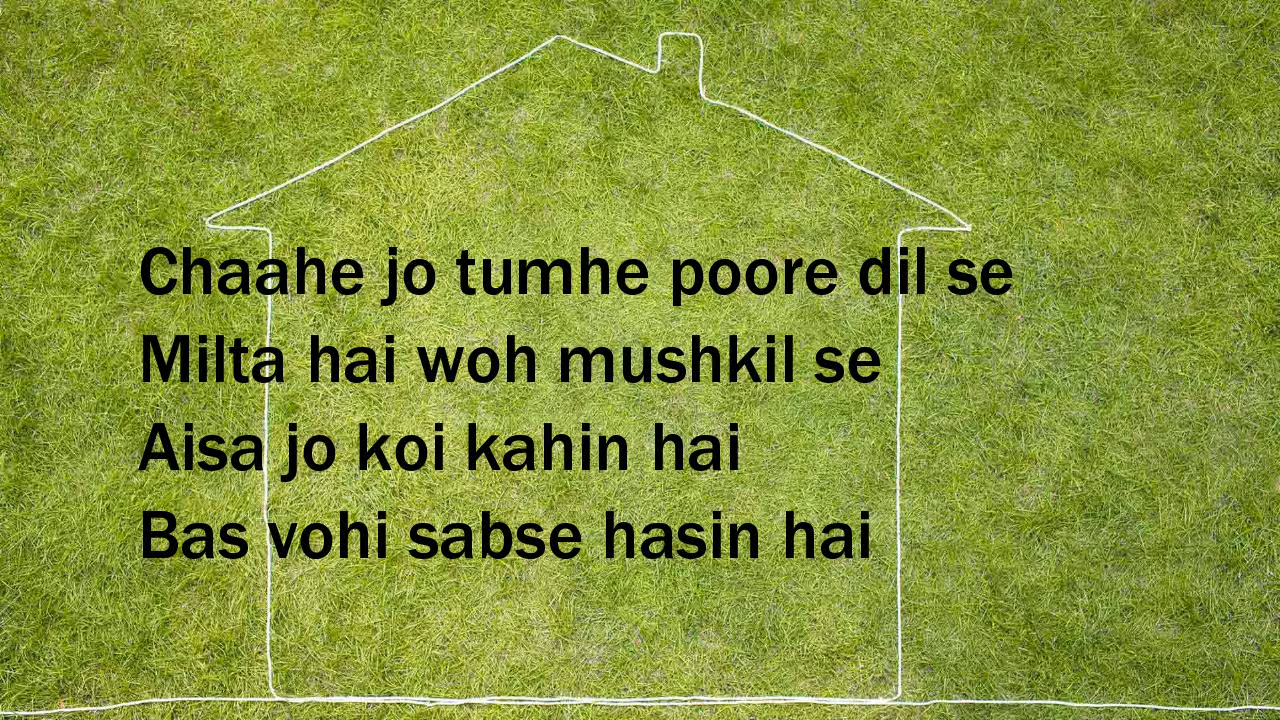 Chaahe jo tumhe poore dil se
Milta hai woh mushkil se
Aisa jo koi kahin hai
Bas vohi sabse hasin hai